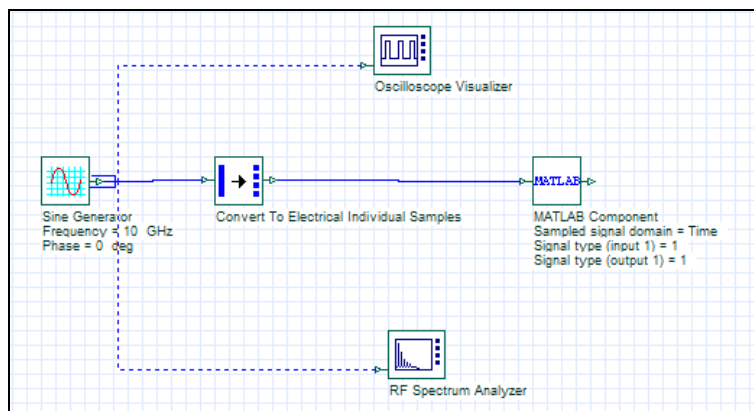 Oscilloscope Visualizer
Sine Generator
Frequency = 10 GHz
Phase = 0 deg
Convert To Electrical Individual Samples
MATLAB
MATLAB Component
Sampled signal domain = Time
Signal type (input 1) = 1
Signal type (output 1) = 1
RF Spectrum Analyzer